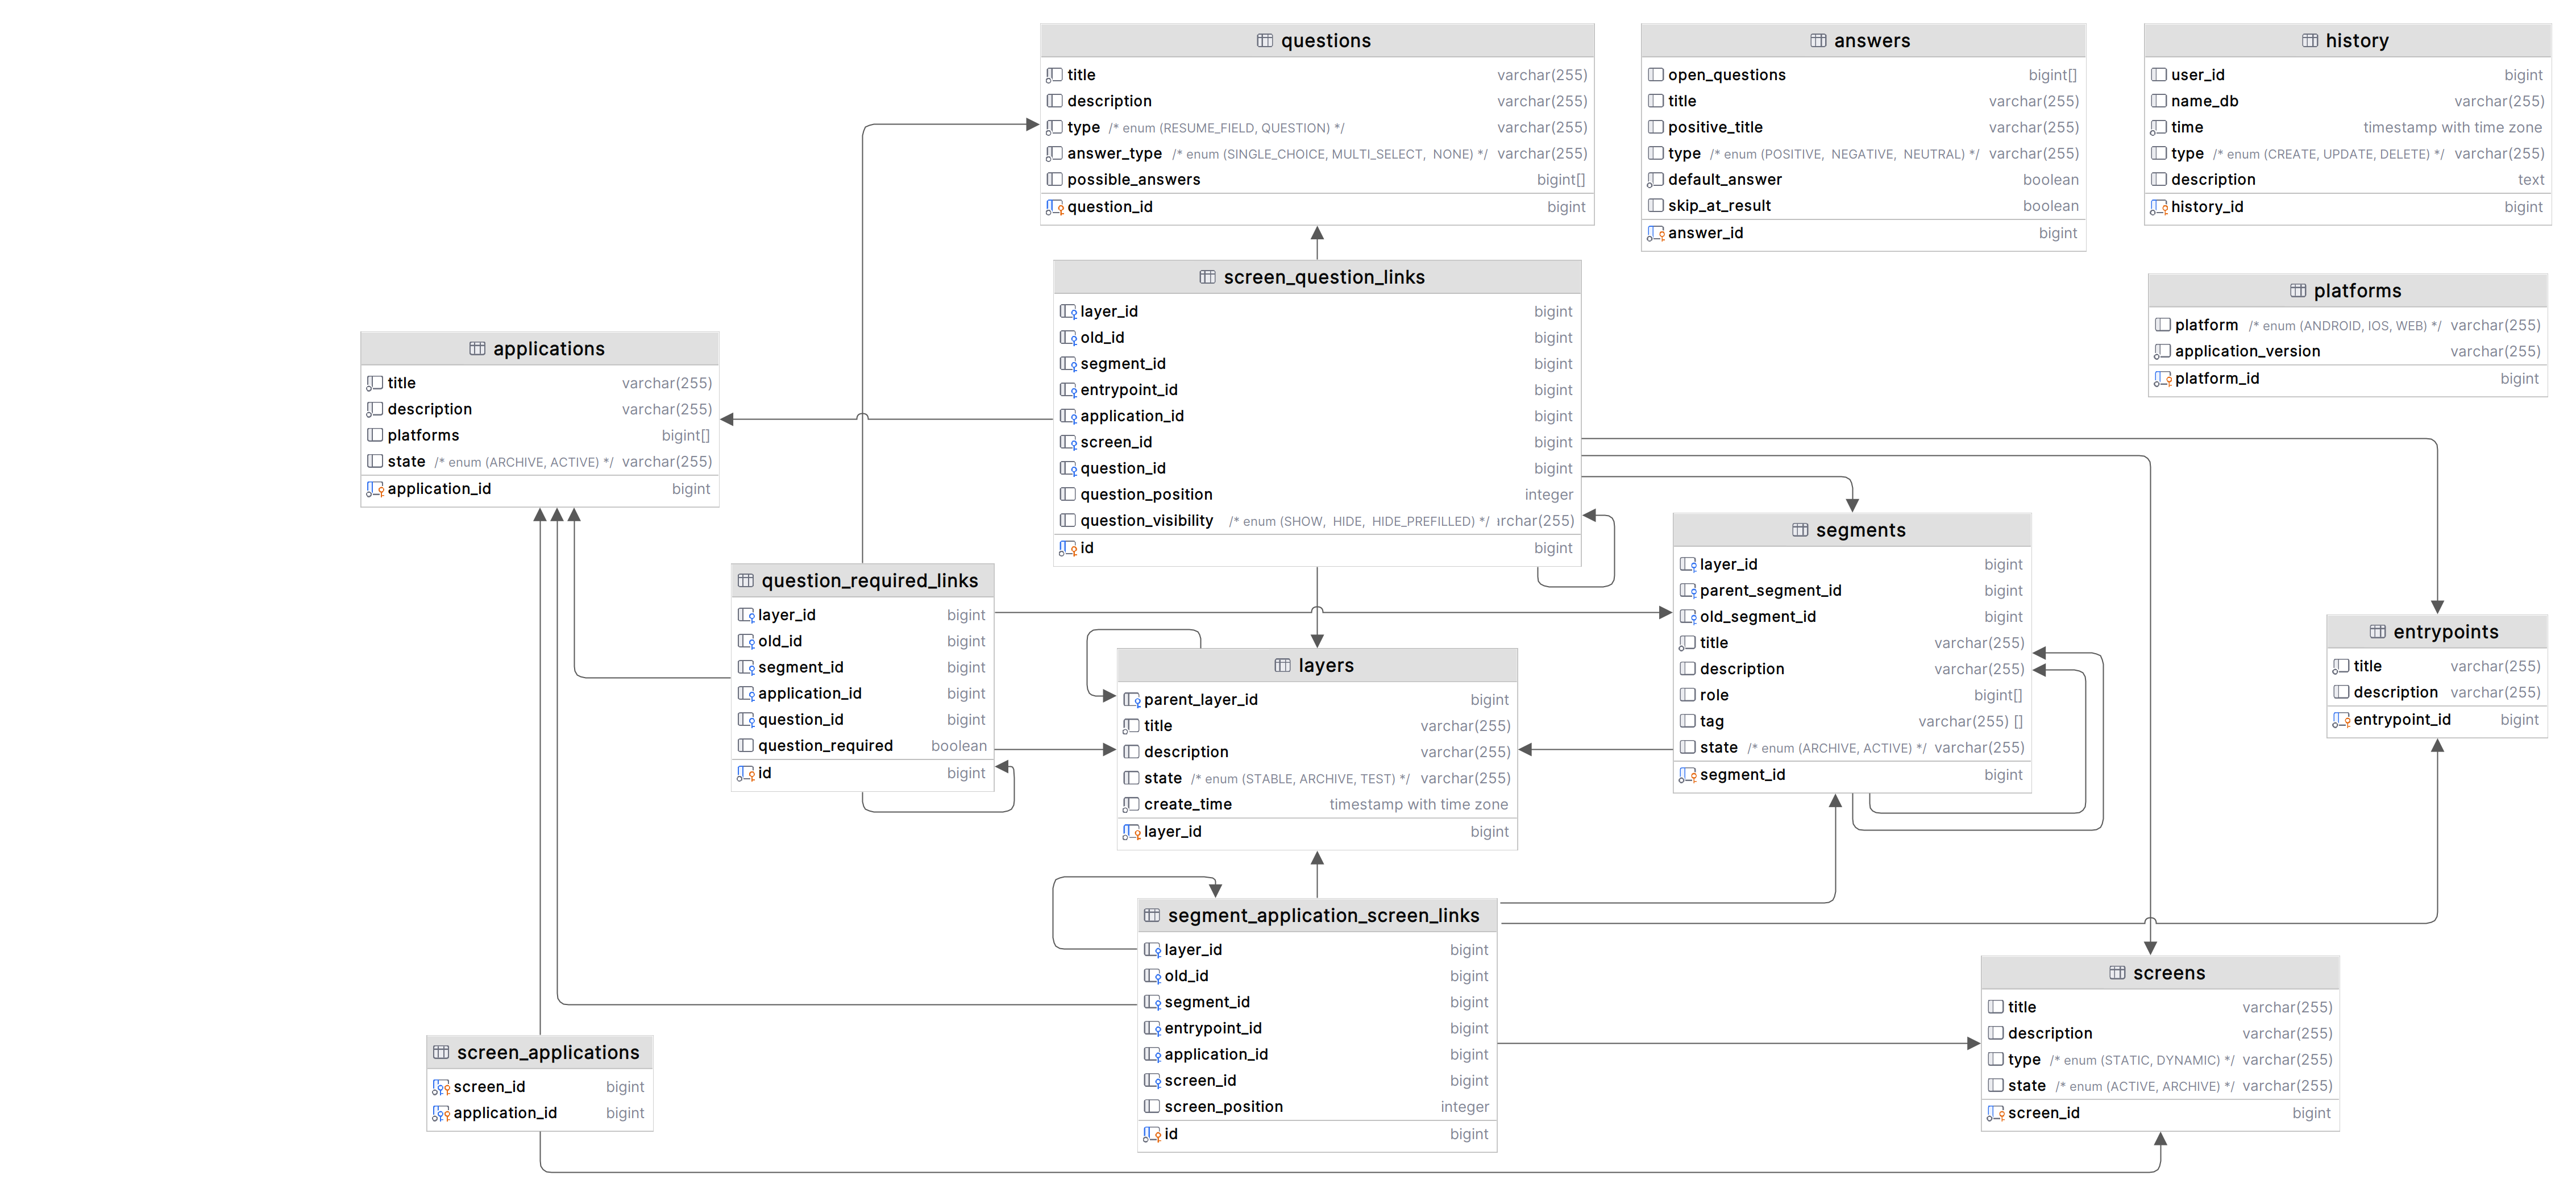 questions
title varchar(255)
description varchar(255)
type /* enum (RESUME_FIELD, QUESTION) */ varchar(255)
answer_type /* enum (SINGLE_CHOICE, MULTI_SELECT, NONE) */ varchar(255)
possible_answers bigint[]
question_id bigint
answers
open_questions bigint[]
title varchar(255)
positive_title varchar(255)
type /* enum (POSITIVE, NEGATIVE, NEUTRAL) */ varchar(255)
default_answer boolean
skip_at_result boolean
answer_id bigint
history
user_id bigint
name_db varchar(255)
time timestamp with time zone
type /* enum (CREATE, UPDATE, DELETE) */ varchar(255)
description text
history_id bigint
screen_question_links
layer_id bigint
old_id bigint
segment_id bigint
entrypoint_id bigint
application_id bigint
screen_id bigint
question_id bigint
question_position integer
question_visibility /* enum (SHOW, HIDE, HIDE_PREFILLED) */ ırchar(255)
id bigint
platforms
platform /* enum (ANDROID, IOS, WEB) */ varchar(255)
application_version varchar(255)
platform_id bigint
applications
title varchar(255)
description varchar(255)
platforms bigint[]
state /* enum (ARCHIVE, ACTIVE) */ varchar(255)
application_id bigint
segments
layer_id bigint
parent_segment_id bigint
old_segment_id bigint
title varchar(255)
description varchar(255)
role bigint[]
tag varchar(255) []
state /* enum (ARCHIVE, ACTIVE) */ varchar(255)
segment_id bigint
question_required_links
layer_id bigint
old_id bigint
segment_id bigint
application_id bigint
question_id bigint
question_required boolean
id bigint
entrypoints
title varchar(255)
description varchar(255)
entrypoint_id bigint
layers
parent_layer_id bigint
title varchar(255)
description varchar(255)
state /* enum (STABLE, ARCHIVE, TEST) */ varchar(255)
create_time timestamp with time zone
layer_id bigint
segment_application_screen_links
layer_id bigint
old_id bigint
segment_id bigint
entrypoint_id bigint
application_id bigint
screen_id bigint
screen_position integer
id bigint
screens
title varchar(255)
description varchar(255)
type /* enum (STATIC, DYNAMIC) */ varchar(255)
state /* enum (ACTIVE, ARCHIVE) */ varchar(255)
screen_id bigint
screen_applications
screen_id bigint
application_id bigint